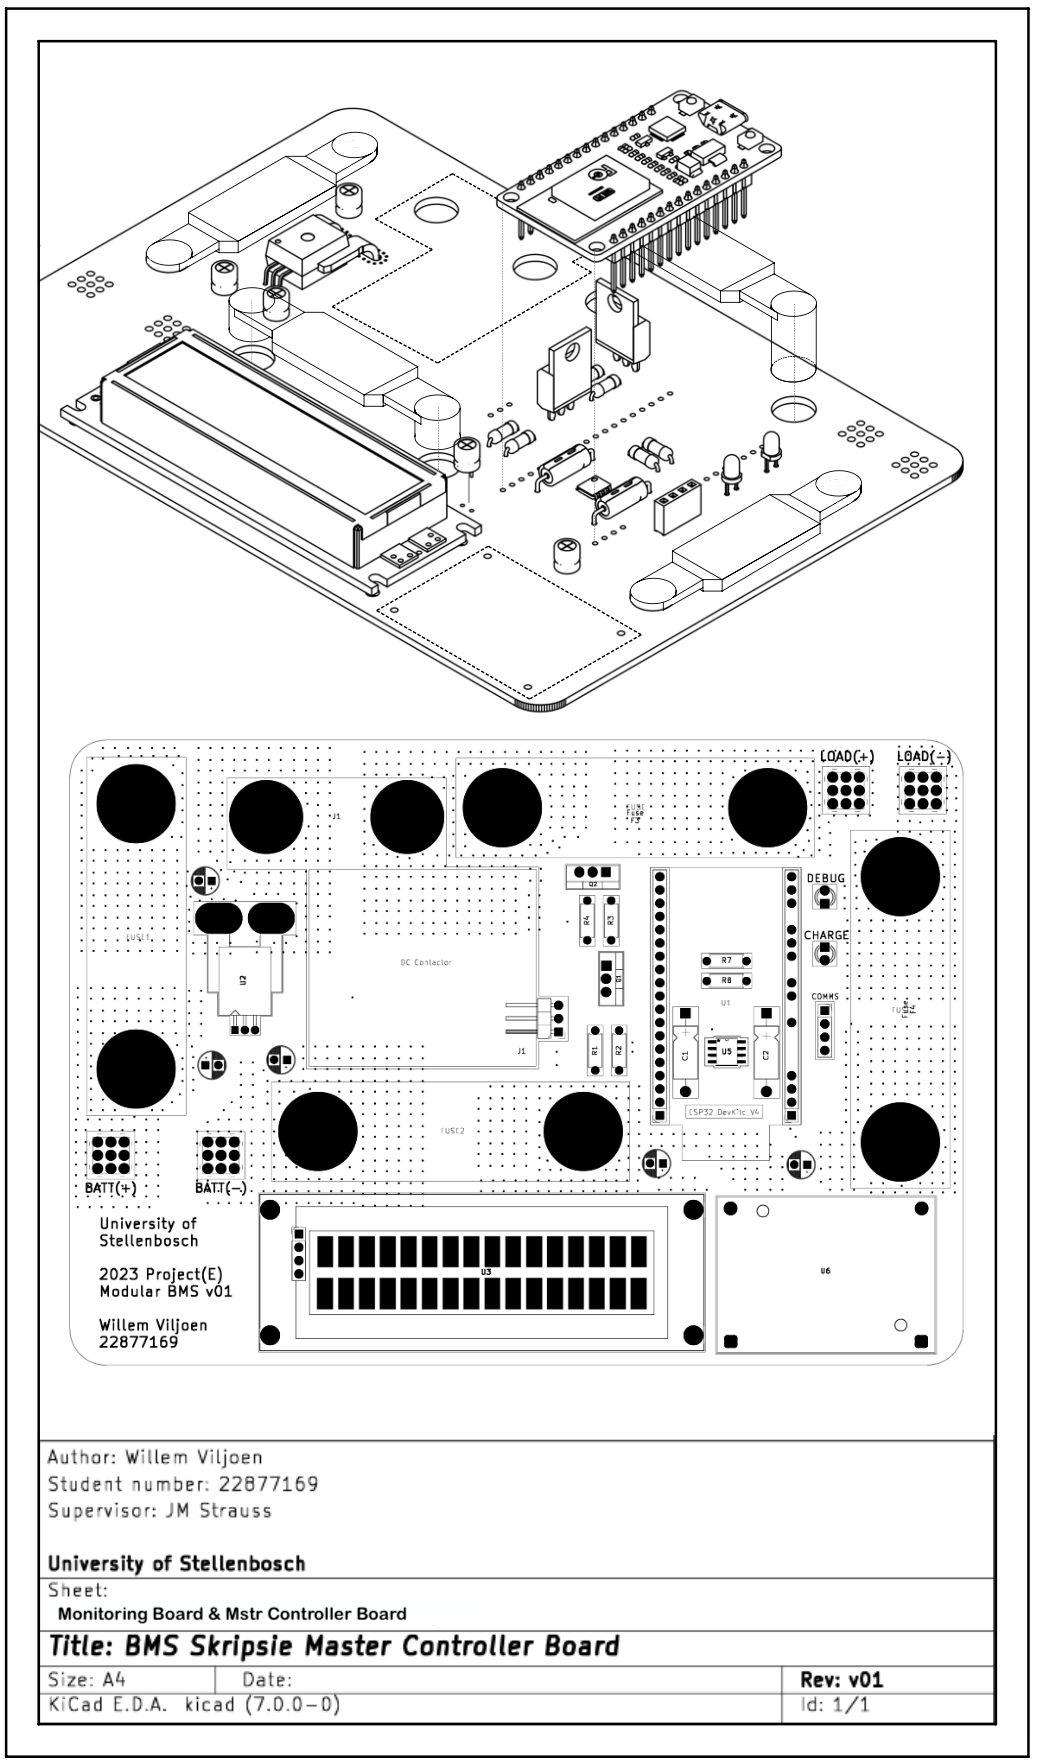 LOAD(+)
LOAD(-)
J1
FUSE
Fuse
F3
DEBUG
Q2
R4
R3
CHARGE
FUSE1
U2
DC Contactor
Q1
R7
R8
COMMS
U1
Fuse
F4
J1
R1
R2
C1
U5
C2
ESP32_DevKitc_V4
FUSE2
BATT(+)
BATT(-)
University of
Stellenbosch
2023 Project(E)
Modular BMS v01
Willem Viljoen
22877169
U3
U6
Author: Willem Viljoen
Student number: 22877169
Supervisor: JM Strauss
University of Stellenbosch
Sheet:
Monitoring Board & Mstr Controller Board
Title: BMS Skripsie Master Controller Board
Size: A4
Date:
Rev: v01
KiCad E.D.A. kicad (7.0.0-0)
Id: 1/1